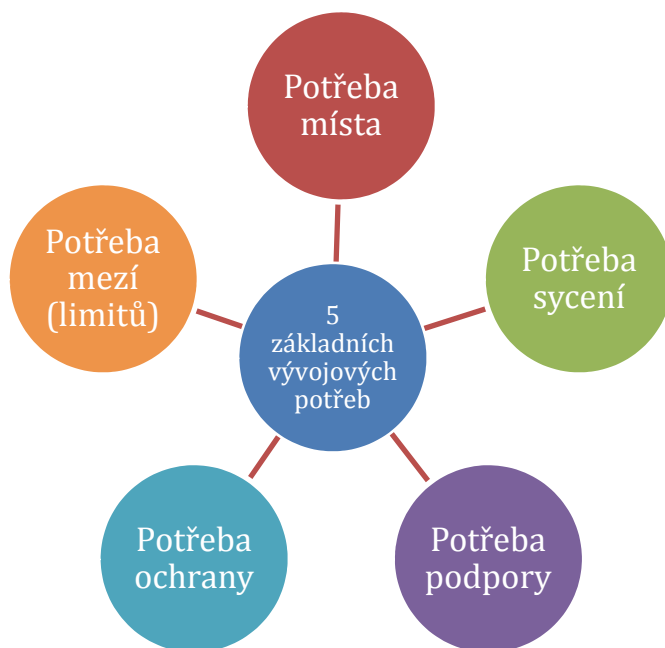 Potřeba
místa
Potřeba
sycení
Potřeba
podpory
Potřeba
ochrany
Potřeba
mezí
(limitů)
5
základních
vývojových
potřeb